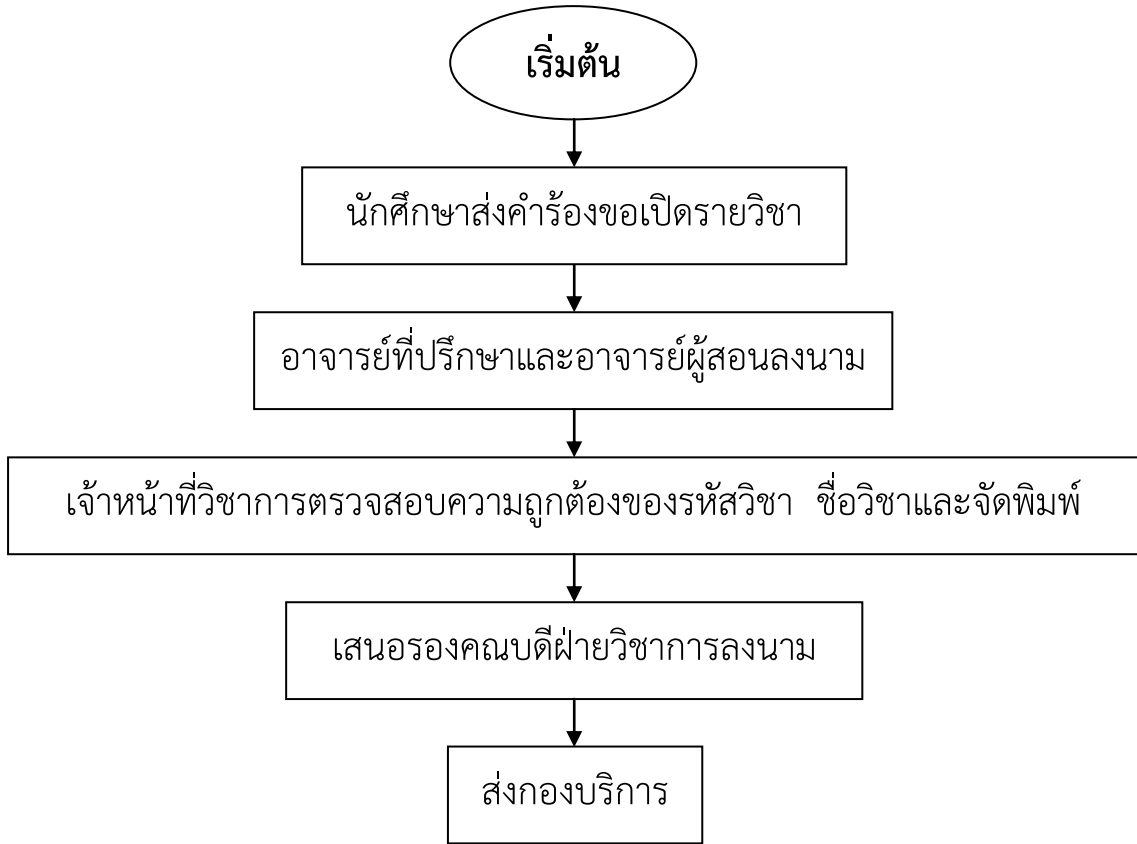 เริ่มต้น
นักศึกษาส่งคำร้องขอเปิดรายวิชา
อาจารย์ที่ปรึกษาและอาจารย์ผู้สอนลงนาม
เจ้าหน้าที่วิชาการตรวจสอบความถูกต้องของรหัสวิชา ชื่อวิชาและจัดพิมพ์
เสนอรองคณบดีฝ่ายวิชาการลงนาม
ส่งกองบริการ